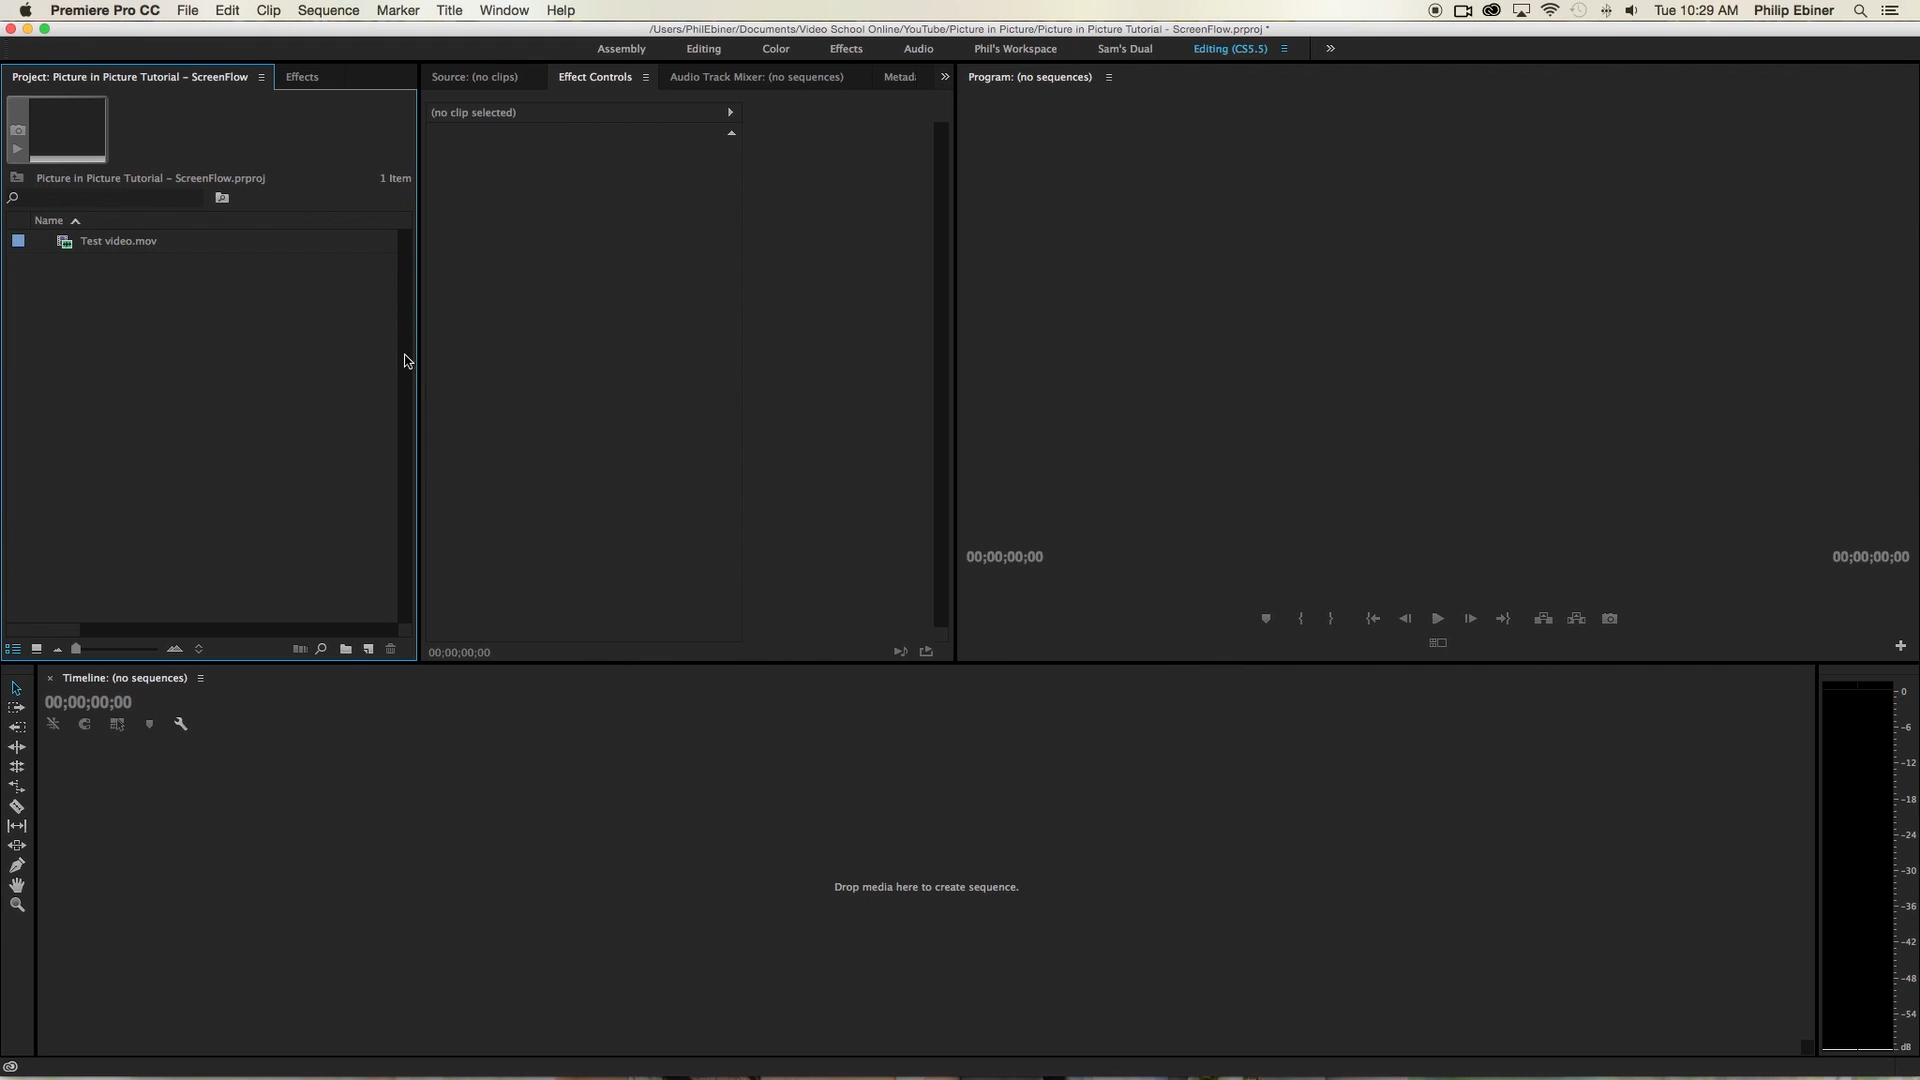 Premiere Pro CC File Edit Clip Sequence Marker Title Window Help Tue 10:29 AM Philip Ebiner
/Users/PhilEbiner/Documents/Video School Online/YouTube/Picture in Picture/Picture in Picture Tutorial - ScreenFlow.prproj *
Assembly Editing Color Effects Audio Phil's Workspace Sam's Dual Editing (CS5.5)
Project: Picture in Picture Tutorial – ScreenFlow Effects Source: (no clips) Effect Controls Audio Track Mixer: (no sequences) Metad Program: (no sequences)
(no clip selected)
Picture in Picture Tutorial – ScreenFlow.prproj 1 Item
Name
Test video.mov
00;00;00;00 00;00;00;00
00;00;00;00
Timeline: (no sequences)
00;00;00;00
Drop media here to create sequence.
0
-6
-12
-18
-24
-30
-36
-42
-48
-54
dB